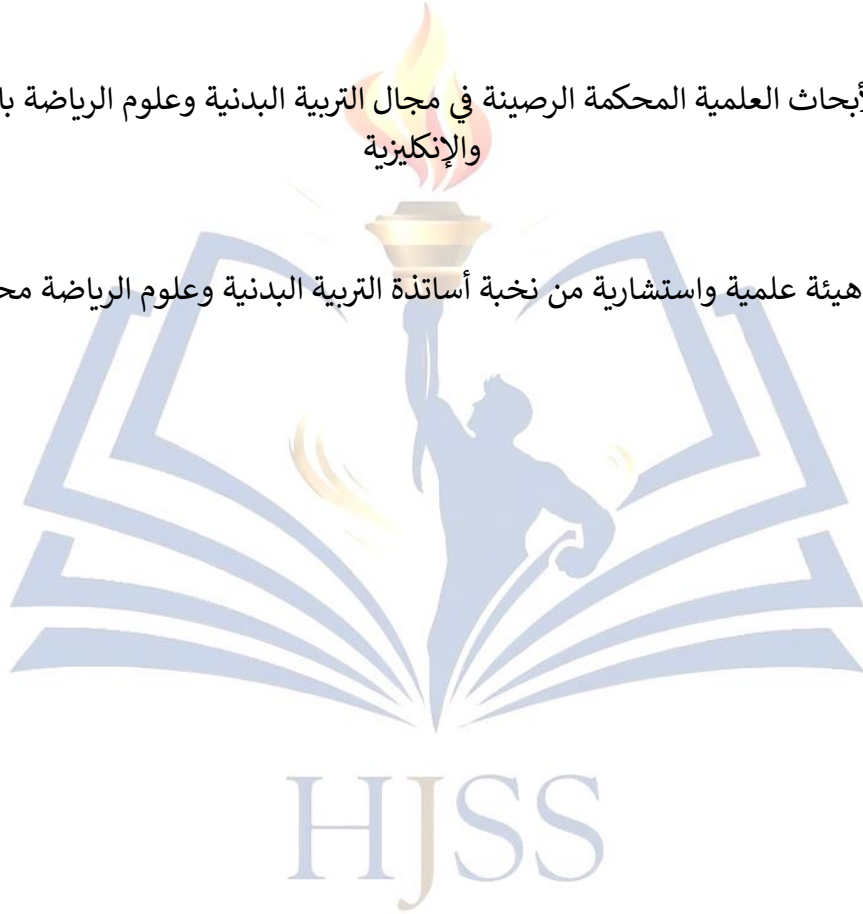 الأبحاث العلمية المحكمة الرصينة في مجال التربية البدنية وعلوم الرياضة
والإنكليزية
هيئة علمية واستشارية من نخبة أساتذة التربية البدنية وعلوم الرياضة
HJSS